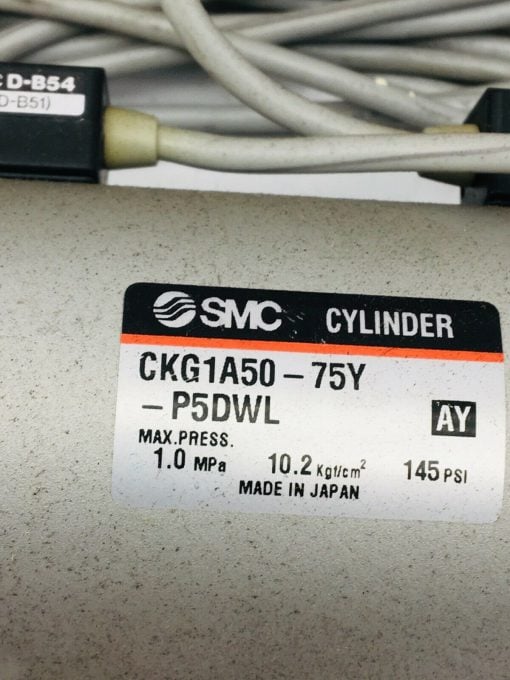 D-B54
D-B51)
SMC CYLINDER
CKG1A50-75Y
-P5DWL AY
MAX.PRESS.
1.0 MPa 10.2 Kgf/cm² 145 PSI
MADE IN JAPAN